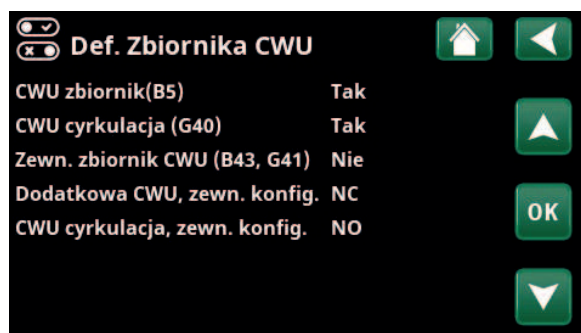 Def. Zbiornika CWU
CWU zbiornik(B5) Tak
CWU cyrkulacja (G40) Tak
Zewn. zbiornik CWU (B43, G41) Nie
Dodatkowa CWU, zewn. konfig. NC
CWU cyrkulacja, zewn. konfig. NO
OK